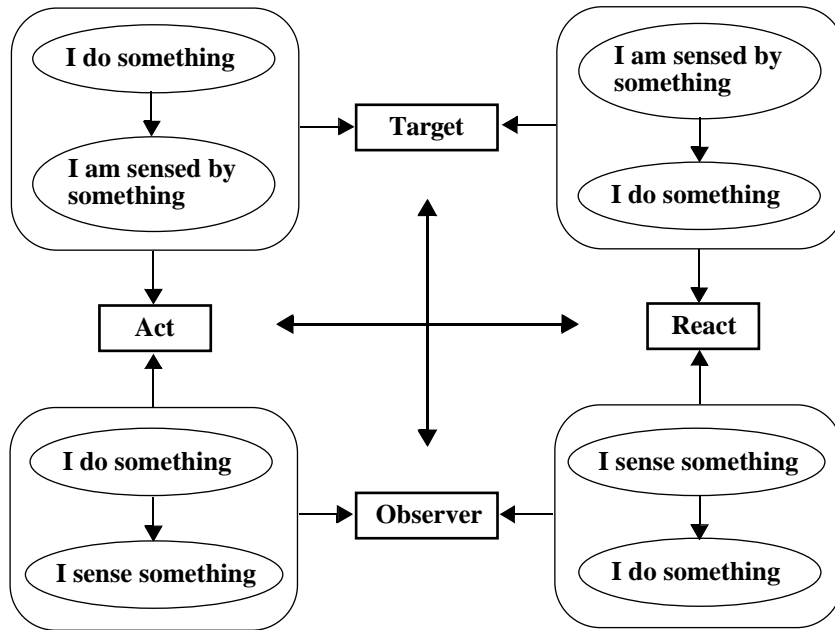 I do something
I am sensed by
something
Target
I am sensed by
something
I do something
Act
React
I do something
I sense something
Observer
I sense something
I do something